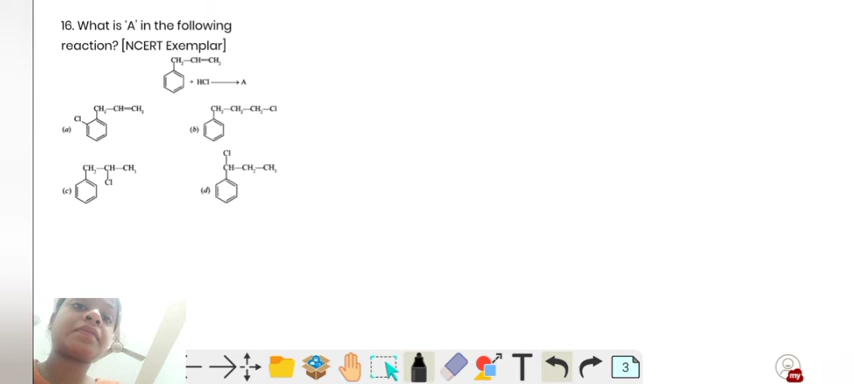 16. What is 'A' in the following
reaction? [NCERT Exemplar]
CH₂—CH=CH₂
+ HCl ⟶ A
CH₂—CH=CH₂
Cl
(a)
CH₂—CH₂—CH₂—Cl
(b)
CH₂—CH—CH₃
Cl
(c)
Cl
CH—CH₂—CH₃
(d)
T
3
my